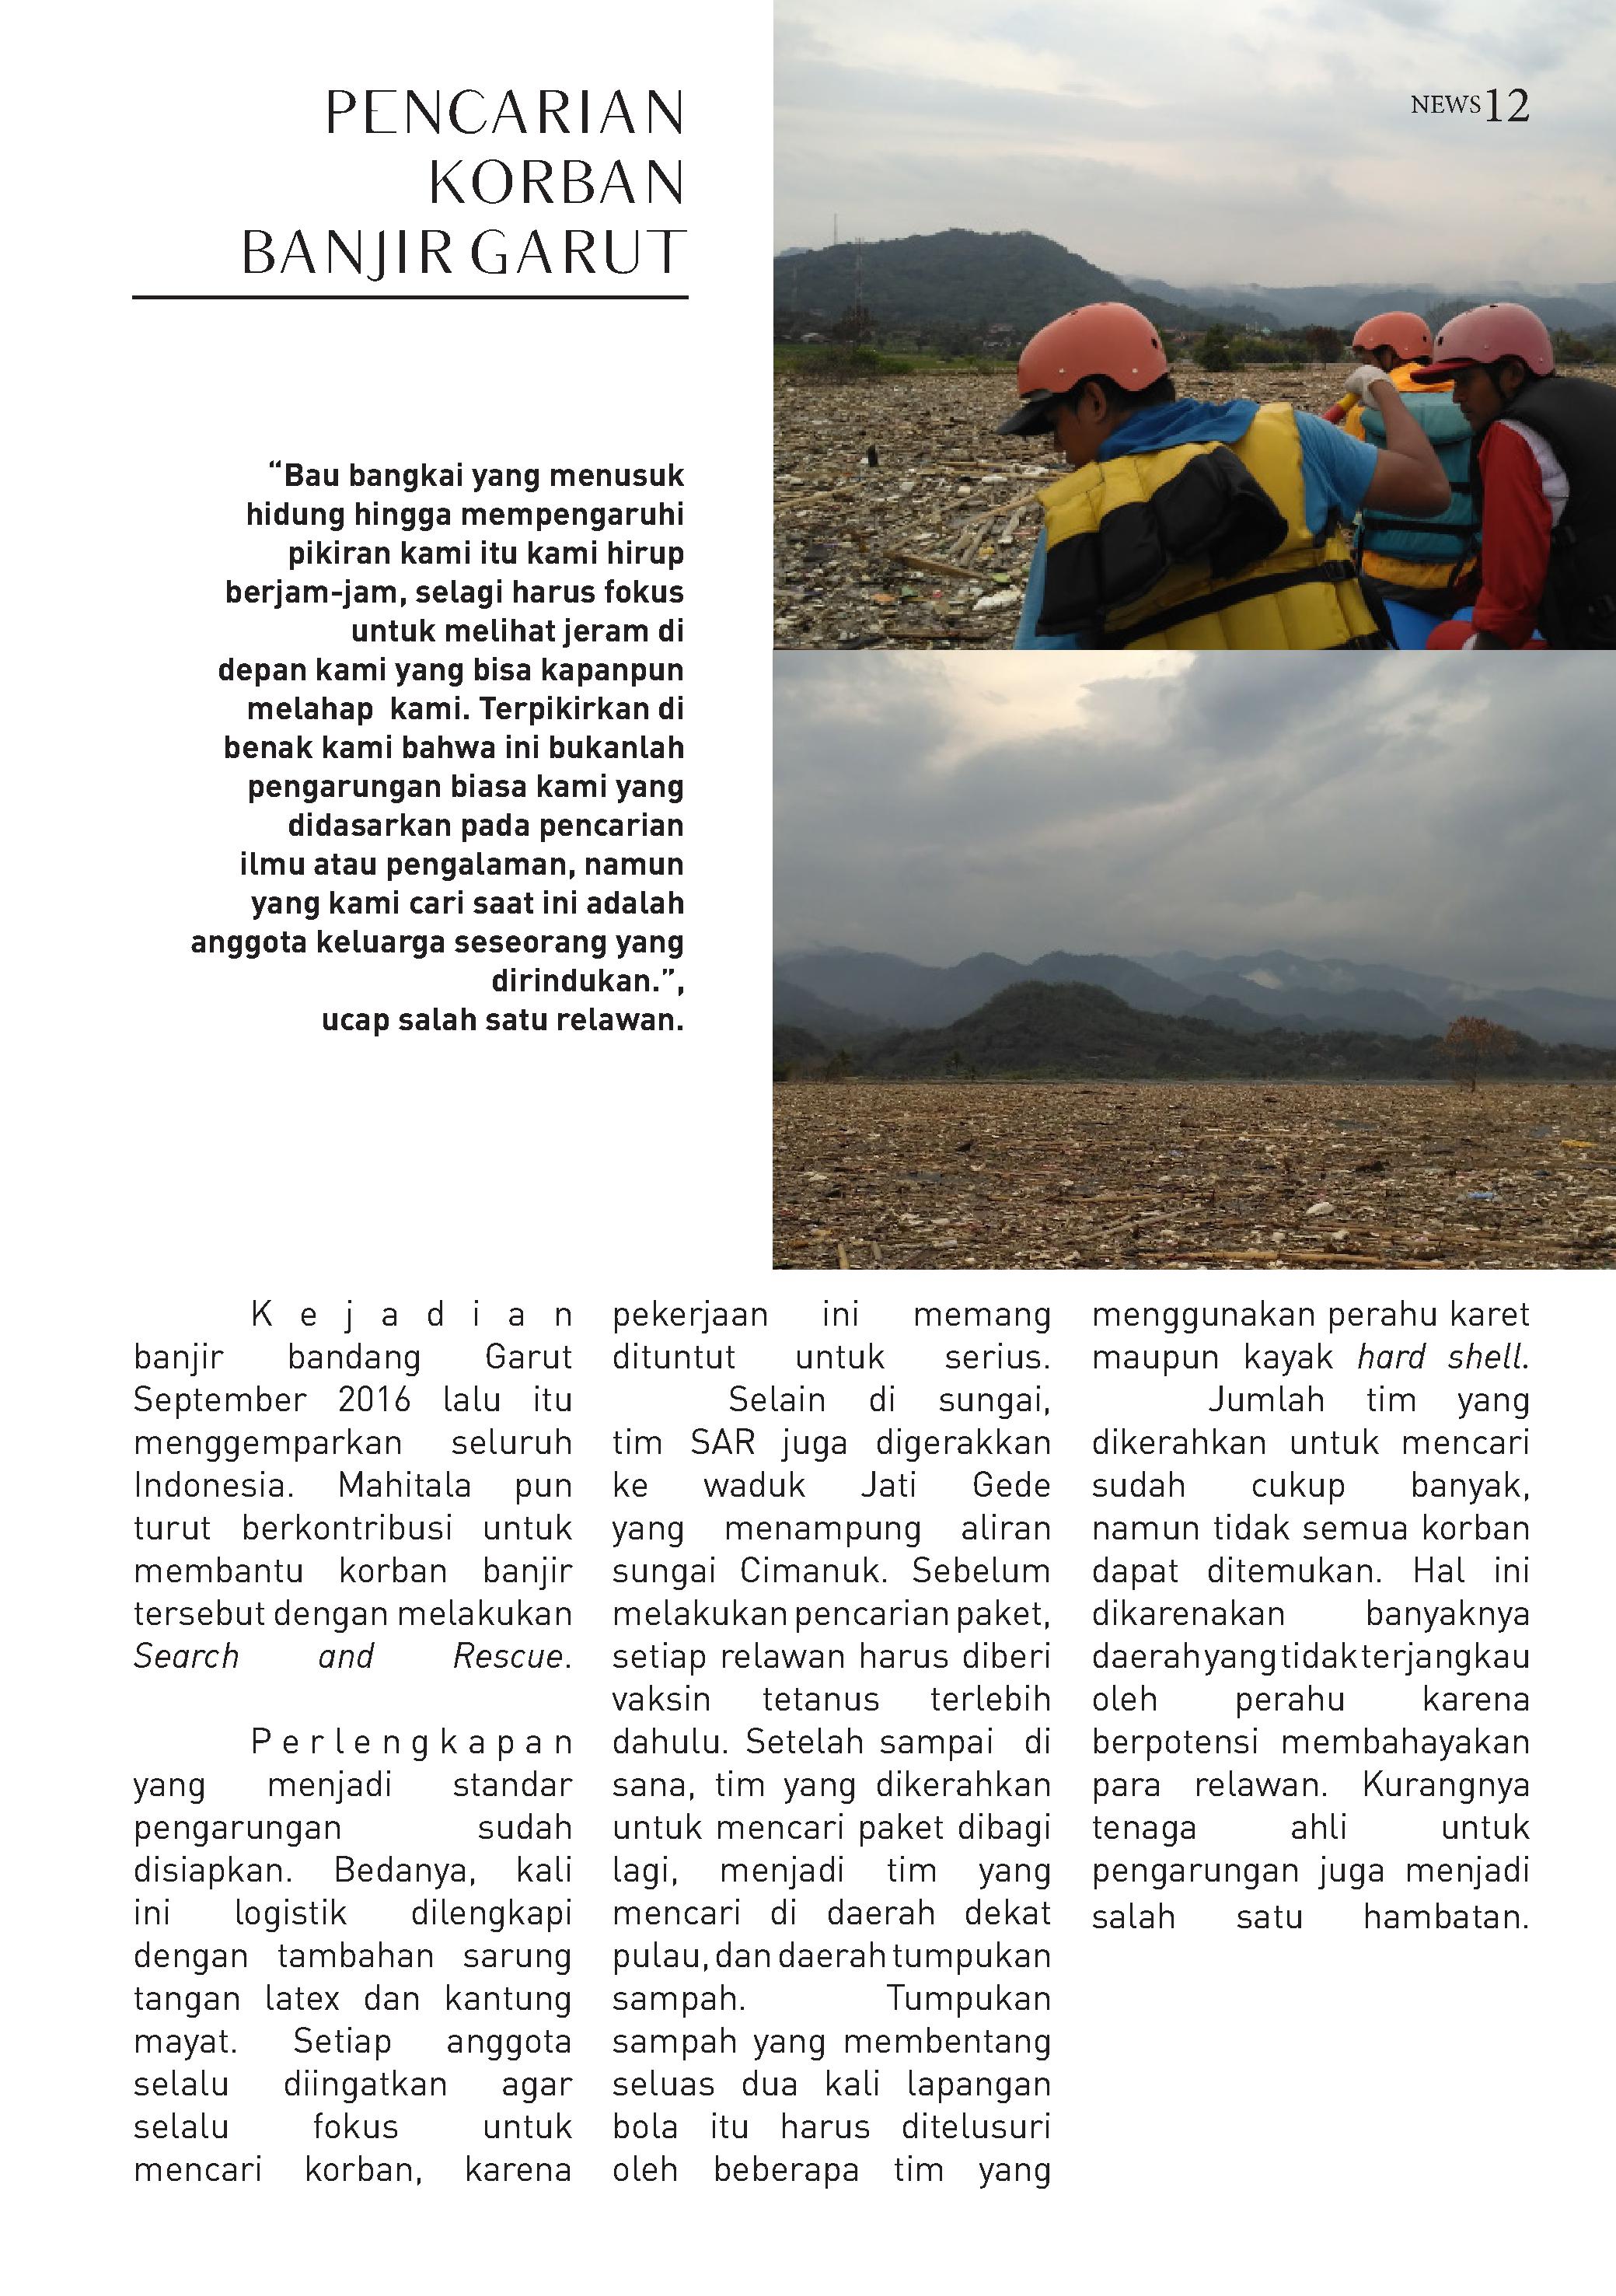 PENCARIAN
KORBAN
BANJIR GARUT
NEWS 12
“Bau bangkai yang menusuk
hidung hingga mempengaruhi
pikiran kami itu kami hirup
berjam-jam, selagi harus fokus
untuk melihat jeram di
depan kami yang bisa kapanpun
melahap kami. Terpikirkan di
benak kami bahwa ini bukanlah
pengarungan biasa kami yang
didasarkan pada pencarian
ilmu atau pengalaman, namun
yang kami cari saat ini adalah
anggota keluarga seseorang yang
dirindukan.”,
ucap salah satu relawan.
Kejadian
banjir bandang Garut
September 2016 lalu itu
menggemparkan seluruh
Indonesia. Mahitala pun
turut berkontribusi untuk
membantu korban banjir
tersebut dengan melakukan
Search and Rescue.
Perlengkapan
yang menjadi standar
pengarungan sudah
disiapkan. Bedanya, kali
ini logistik dilengkapi
dengan tambahan sarung
tangan latex dan kantung
mayat. Setiap anggota
selalu diingatkan agar
selalu fokus untuk
mencari korban, karena
pekerjaan ini memang
dituntut untuk serius.
Selain di sungai,
tim SAR juga digerakkan
ke waduk Jati Gede
yang menampung aliran
sungai Cimanuk. Sebelum
melakukan pencarian paket,
setiap relawan harus diberi
vaksin tetanus terlebih
dahulu. Setelah sampai di
sana, tim yang dikerahkan
untuk mencari paket dibagi
lagi, menjadi tim yang
mencari di daerah dekat
pulau, dan daerah tumpukan
sampah. Tumpukan
sampah yang membentang
seluas dua kali lapangan
bola itu harus ditelusuri
oleh beberapa tim yang
menggunakan perahu karet
maupun kayak hard shell.
Jumlah tim yang
dikerahkan untuk mencari
sudah cukup banyak,
namun tidak semua korban
dapat ditemukan. Hal ini
dikarenakan banyaknya
daerah yang tidak terjangkau
oleh perahu karena
berpotensi membahayakan
para relawan. Kurangnya
tenaga ahli untuk
pengarungan juga menjadi
salah satu hambatan.